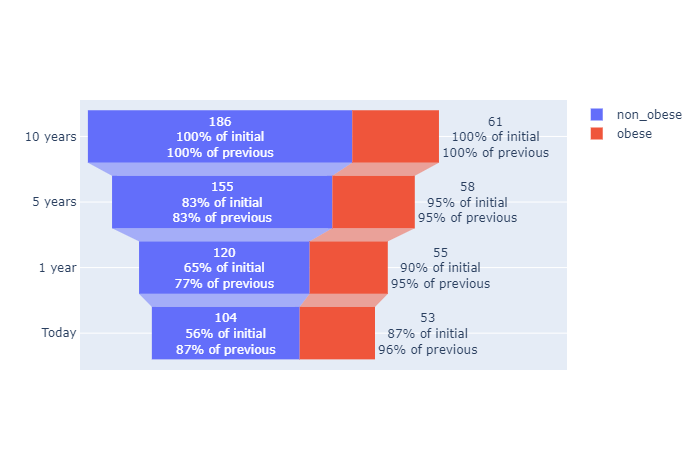 10 years
186
100% of initial
100% of previous
61
100% of initial
100% of previous
5 years
155
83% of initial
83% of previous
58
95% of initial
95% of previous
1 year
120
65% of initial
77% of previous
55
90% of initial
95% of previous
Today
104
56% of initial
87% of previous
53
87% of initial
96% of previous
non_obese
obese